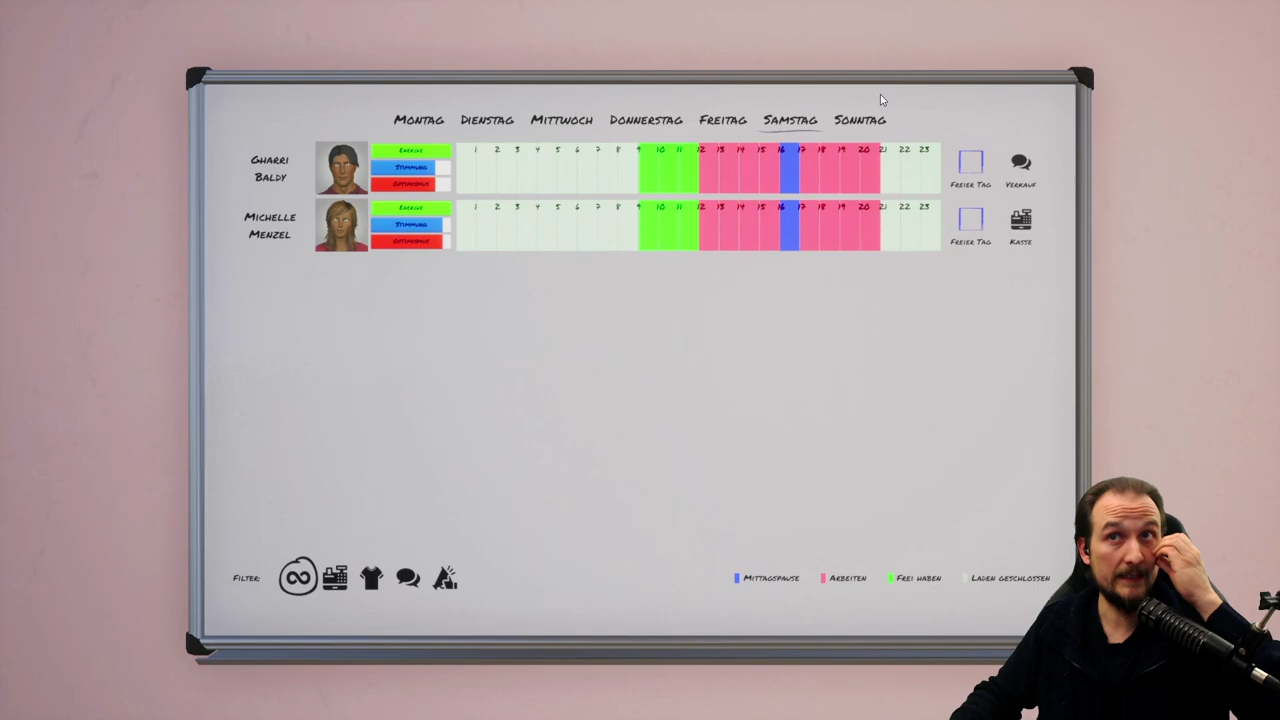 MONTAG DIENSTAG MITTWOCH DONNERSTAG FREITAG SAMSTAG SONNTAG
GHARRI BALDY
ENERGIE
STIMMUNG
OPTIMISMUS
1 2 3 4 5 6 7 8 9 10 11 12 13 14 15 16 17 18 19 20 21 22 23
FREIER TAG
VERKAUF
MICHELLE MENZEL
ENERGIE
STIMMUNG
OPTIMISMUS
1 2 3 4 5 6 7 8 9 10 11 12 13 14 15 16 17 18 19 20 21 22 23
FREIER TAG
KASSE
FILTER:
MITTAGSPAUSE ARBEITEN FREI HABEN LADEN GESCHLOSSEN